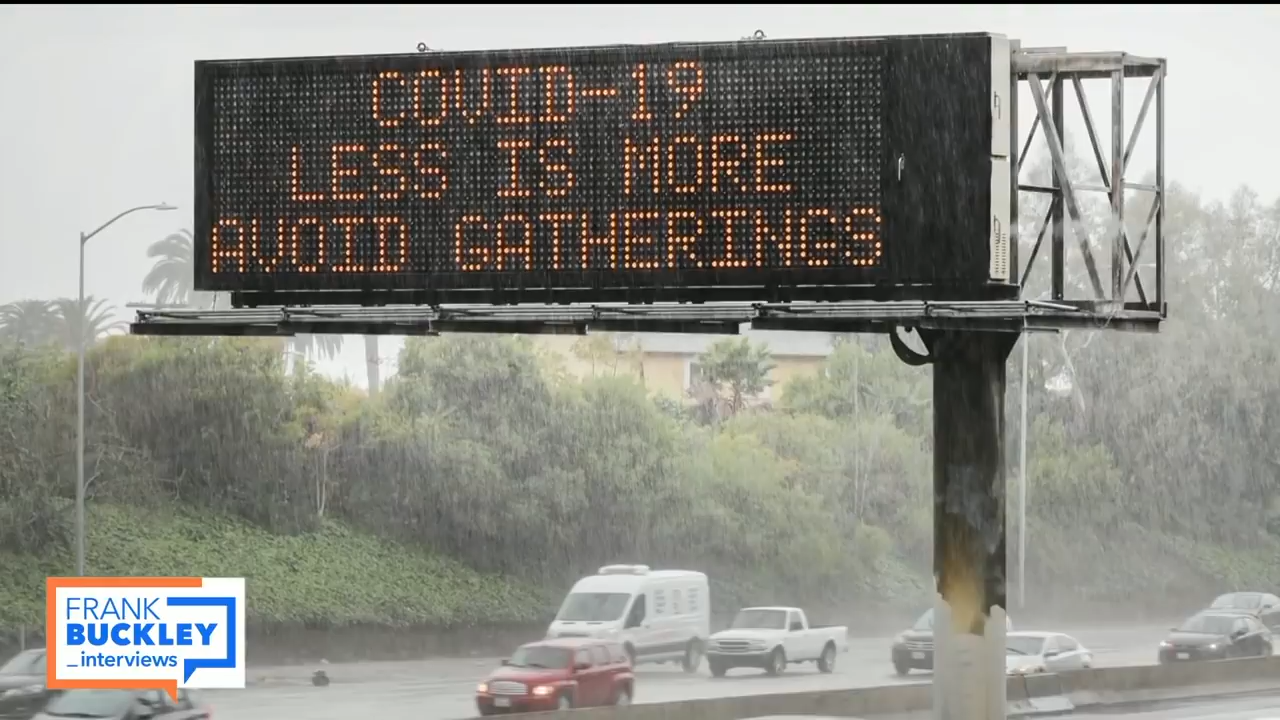 COVID-19
LESS IS MORE
AVOID GATHERINGS
FRANK
BUCKLEY
_interviews